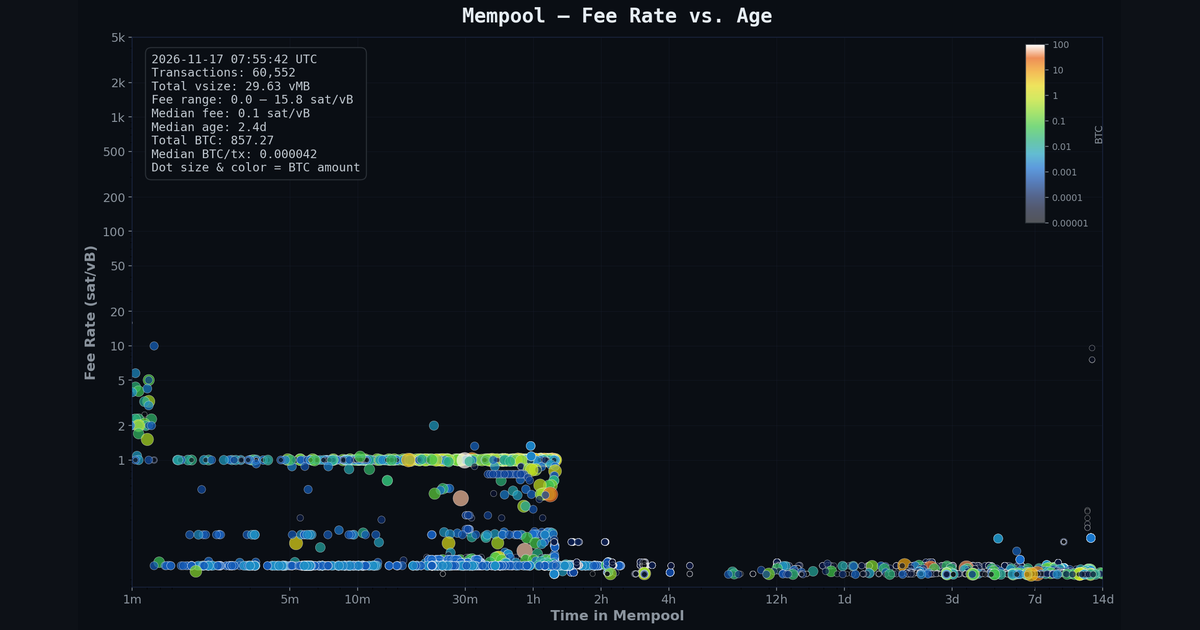 Mempool — Fee Rate vs. Age
2026-11-17 07:55:42 UTC
Transactions: 60,552
Total vsize: 29.63 vMB
Fee range: 0.0 – 15.8 sat/vB
Median fee: 0.1 sat/vB
Median age: 2.4d
Total BTC: 857.27
Median BTC/tx: 0.000042
Dot size & color = BTC amount
5k
2k
1k
500
200
100
50
20
10
5
2
1
Fee Rate (sat/vB)
100
10
1
0.1
0.01
0.001
0.0001
0.00001
BTC
1m 5m 10m 30m 1h 2h 4h 12h 1d 3d 7d 14d
Time in Mempool